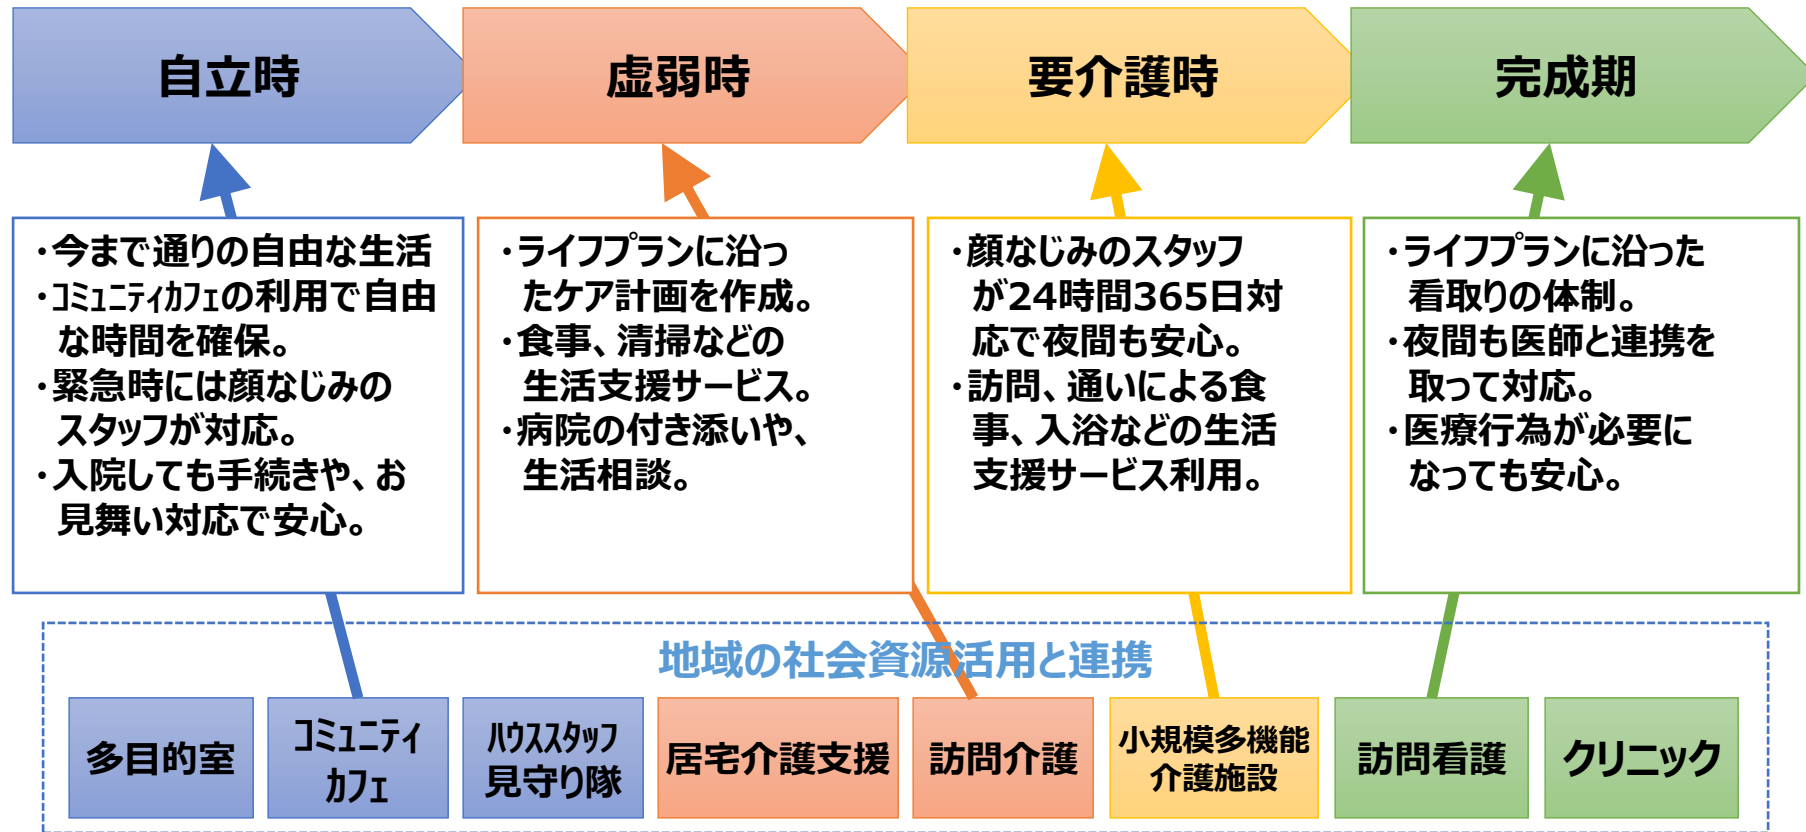 自立時
虚弱時
要介護時
完成期
・今まで通りの自由な生活
・ｺﾐｭﾆﾃｨｶﾌｪの利用で自由
な時間を確保。
・緊急時には顔なじみの
スタッフが対応。
・入院しても手続きや、お
見舞い対応で安心。
・ライフプランに沿っ
たケア計画を作成。
・食事、清掃などの
生活支援サービス。
・病院の付き添いや、
生活相談。
・顔なじみのスタッフ
が24時間365日対
応で夜間も安心。
・訪問、通いによる食
事、入浴などの生活
支援サービス利用。
・ライフプランに沿った
看取りの体制。
・夜間も医師と連携を
取って対応。
・医療行為が必要に
なっても安心。
地域の社会資源活用と連携
多目的室
ｺﾐｭﾆﾃｨ
ｶﾌｪ
ﾊｳｽｽﾀｯﾌ
見守り隊
居宅介護支援
訪問介護
小規模多機能
介護施設
訪問看護
クリニック